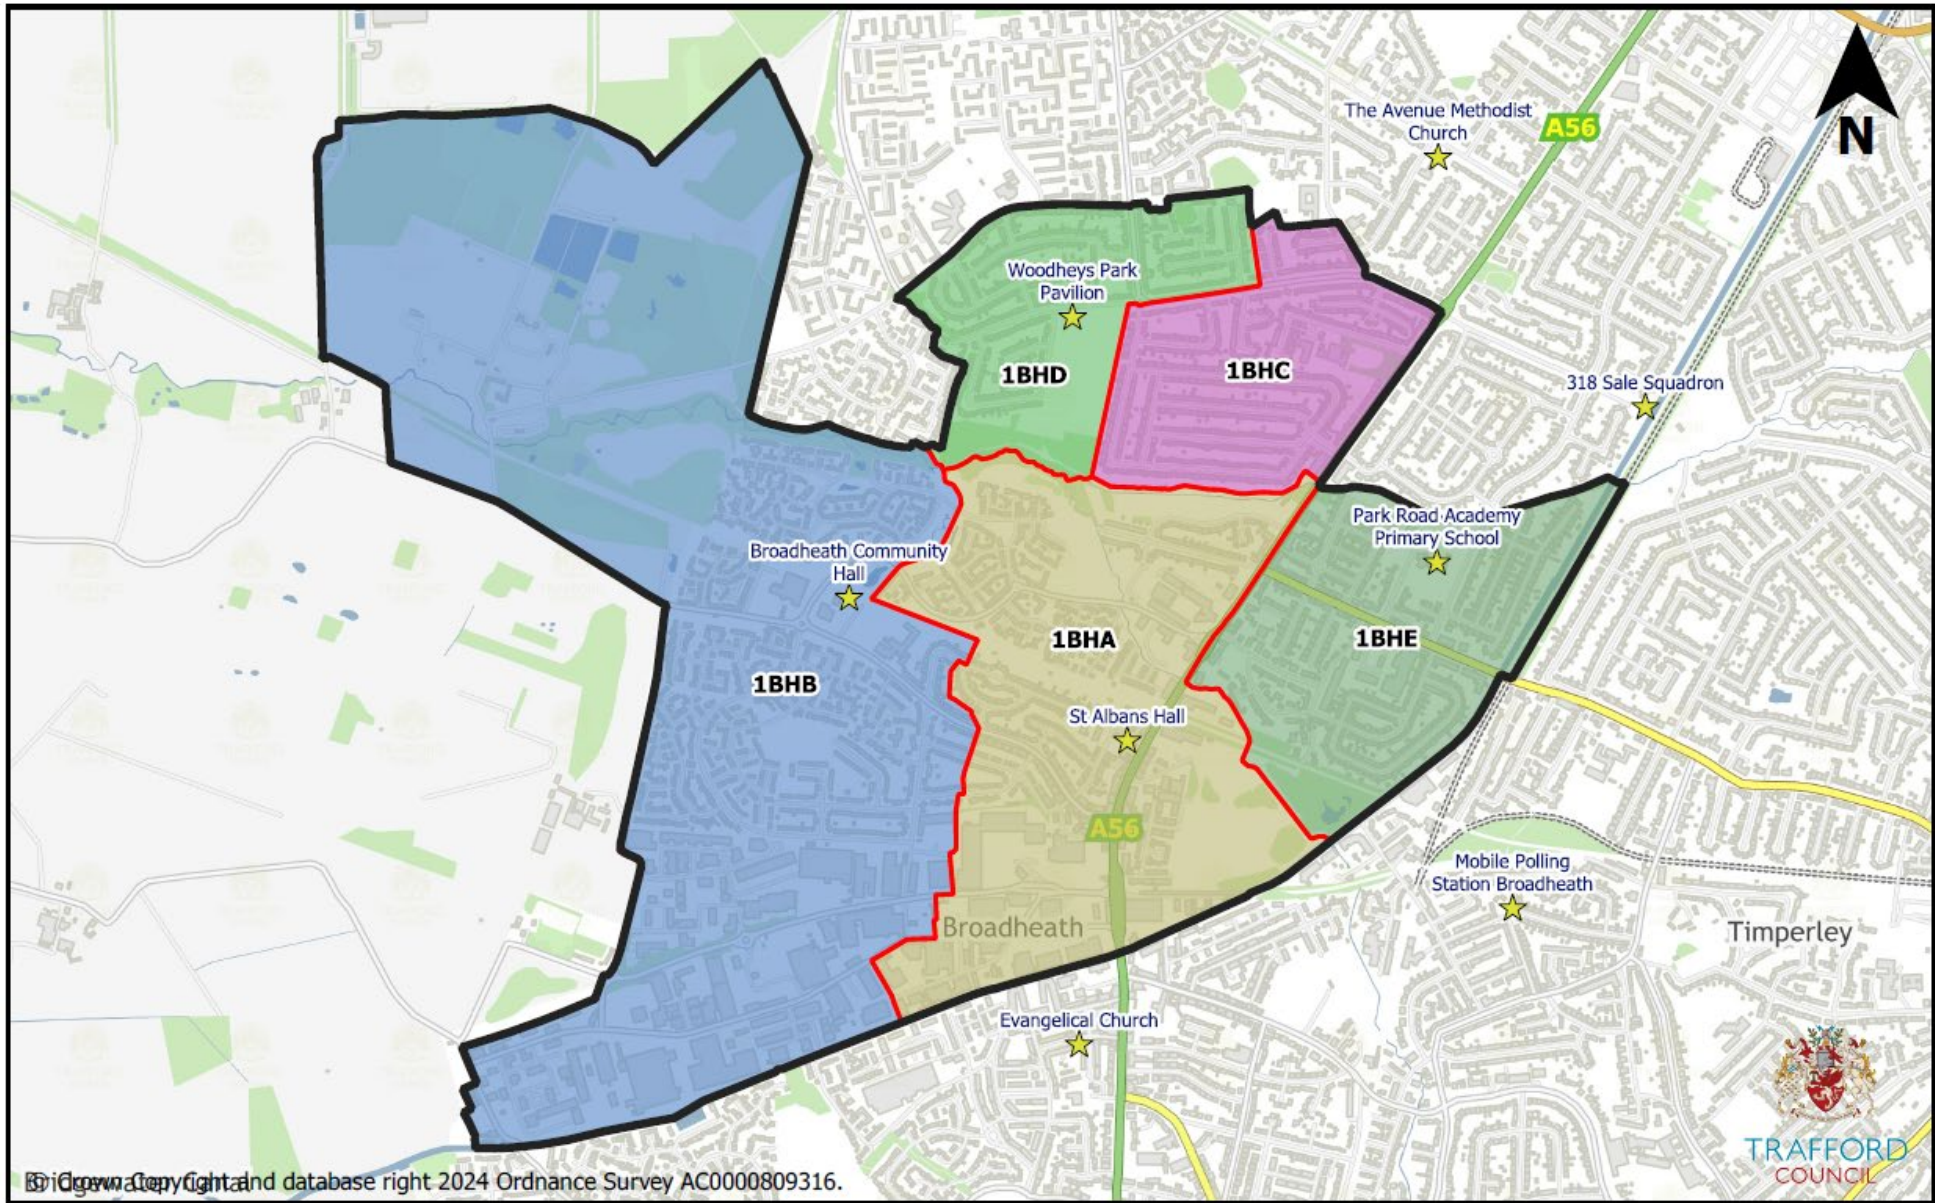 The Avenue Methodist
Church
A56
N
Woodheys Park
Pavilion
1BHD
1BHC
318 Sale Squadron
Park Road Academy
Primary School
Broadheath Community
Hall
1BHA
1BHE
1BHB
St Albans Hall
A56
Mobile Polling
Station Broadheath
Broadheath
Timperley
Evangelical Church
TRAFFORD
COUNCIL
Bridgewater Canal
© Crown Copyright and database right 2024 Ordnance Survey AC0000809316.